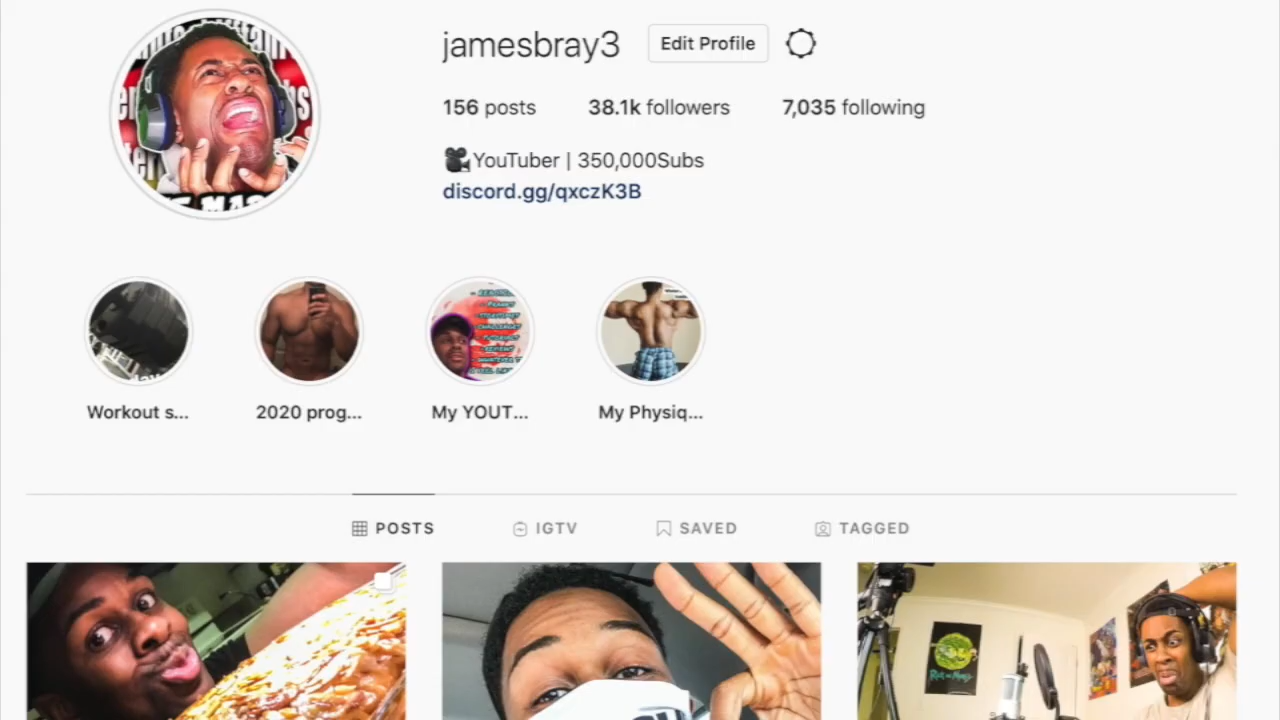 jamesbray3 Edit Profile
156 posts 38.1k followers 7,035 following
YouTuber | 350,000Subs
discord.gg/qxczK3B
Workout s... 2020 prog... My YOUT... My Physiq...
POSTS IGTV SAVED TAGGED